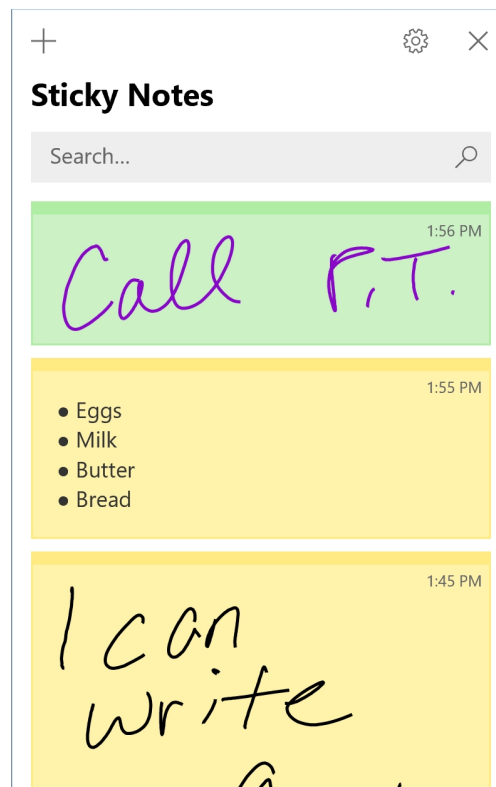 Sticky Notes
Search...
1:56 PM
Call P.T.
1:55 PM
● Eggs
● Milk
● Butter
● Bread
1:45 PM
I can
write